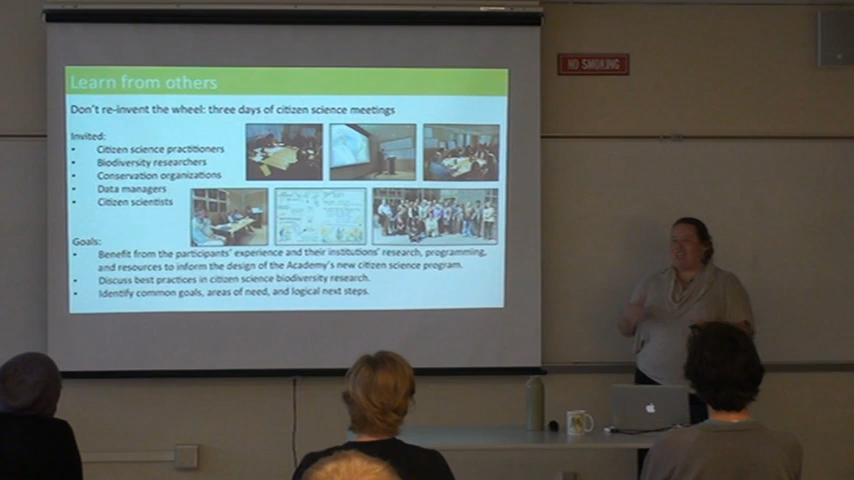 Learn from others
NO SMOKING
Don't re-invent the wheel: three days of citizen science meetings
Invited:
• Citizen science practitioners
• Biodiversity researchers
• Conservation organizations
• Data managers
• Citizen scientists
Goals:
• Benefit from the participants' experience and their institutions' research, programming,
and resources to inform the design of the Academy's new citizen science program.
• Discuss best practices in citizen science biodiversity research.
• Identify common goals, areas of need, and logical next steps.